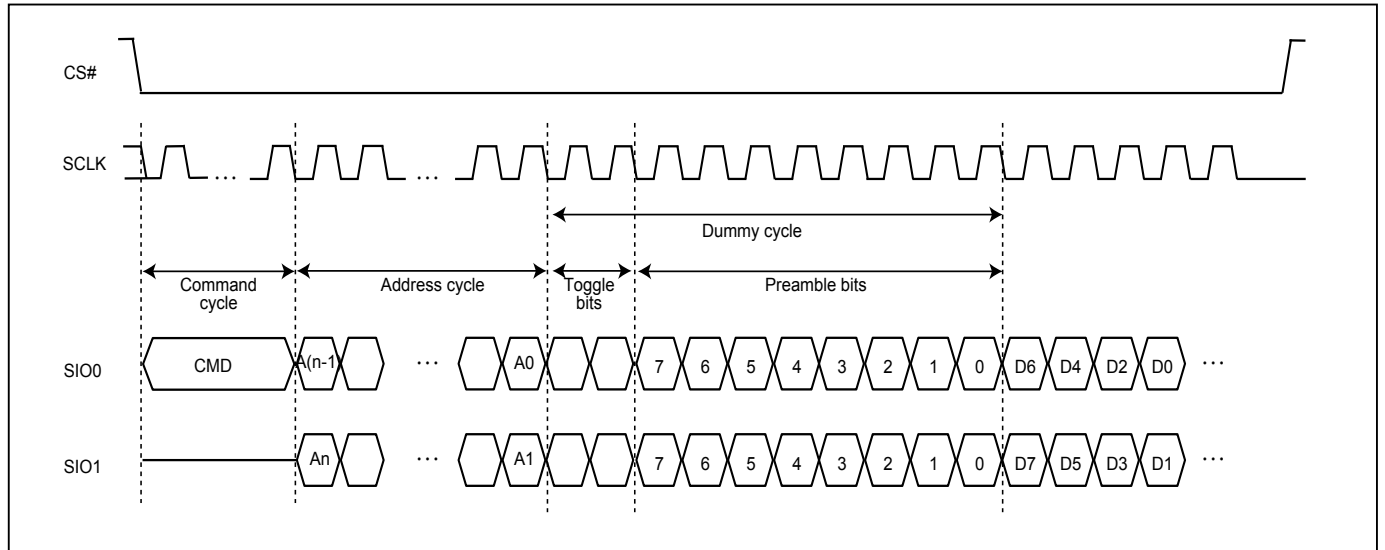 CS#
SCLK
...
...
Dummy cycle
Command
cycle
Address cycle
Toggle
bits
Preamble bits
SIO0 CMD A(n-1) ... A0 7 6 5 4 3 2 1 0 D6 D4 D2 D0 ...
SIO1 An ... A1 7 6 5 4 3 2 1 0 D7 D5 D3 D1 ...